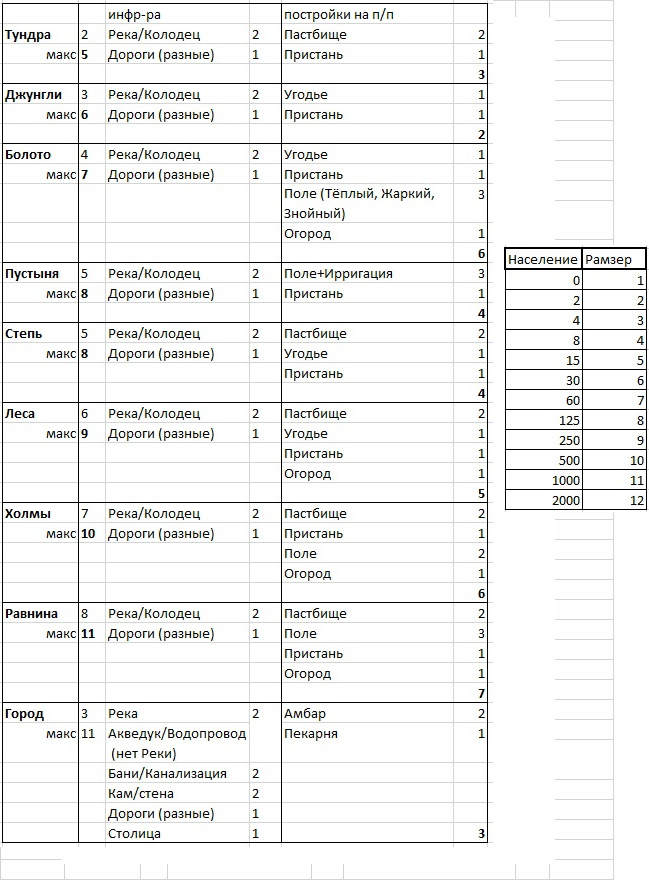 инфр-ра постройки на п/п
Тундра 2 Река/Колодец 2 Пастбище 2
макс 5 Дороги (разные) 1 Пристань 1
3
Джунгли 3 Река/Колодец 2 Угодье 1
макс 6 Дороги (разные) 1 Пристань 1
2
Болото 4 Река/Колодец 2 Угодье 1
макс 7 Дороги (разные) 1 Пристань 1
Поле (Тёплый, Жаркий, 3
Знойный)
Огород 1
6
Пустыня 5 Река/Колодец 2 Поле+Ирригация 3
макс 8 Дороги (разные) 1 Пристань 1
4
Степь 5 Река/Колодец 2 Пастбище 2
макс 8 Дороги (разные) 1 Угодье 1
Пристань 1
4
Леса 6 Река/Колодец 2 Пастбище 2
макс 9 Дороги (разные) 1 Угодье 1
Пристань 1
Огород 1
5
Холмы 7 Река/Колодец 2 Пастбище 2
макс 10 Дороги (разные) 1 Пристань 1
Поле 2
Огород 1
6
Равнина 8 Река/Колодец 2 Пастбище 2
макс 11 Дороги (разные) 1 Поле 3
Пристань 1
Огород 1
7
Город 3 Река 2 Амбар 2
макс 11 Акведук/Водопровод Пекарня 1
(нет Реки)
Бани/Канализация 2
Кам/стена 2
Дороги (разные) 1
Столица 1 3
Население Рамзер
0 1
2 2
4 3
8 4
15 5
30 6
60 7
125 8
250 9
500 10
1000 11
2000 12